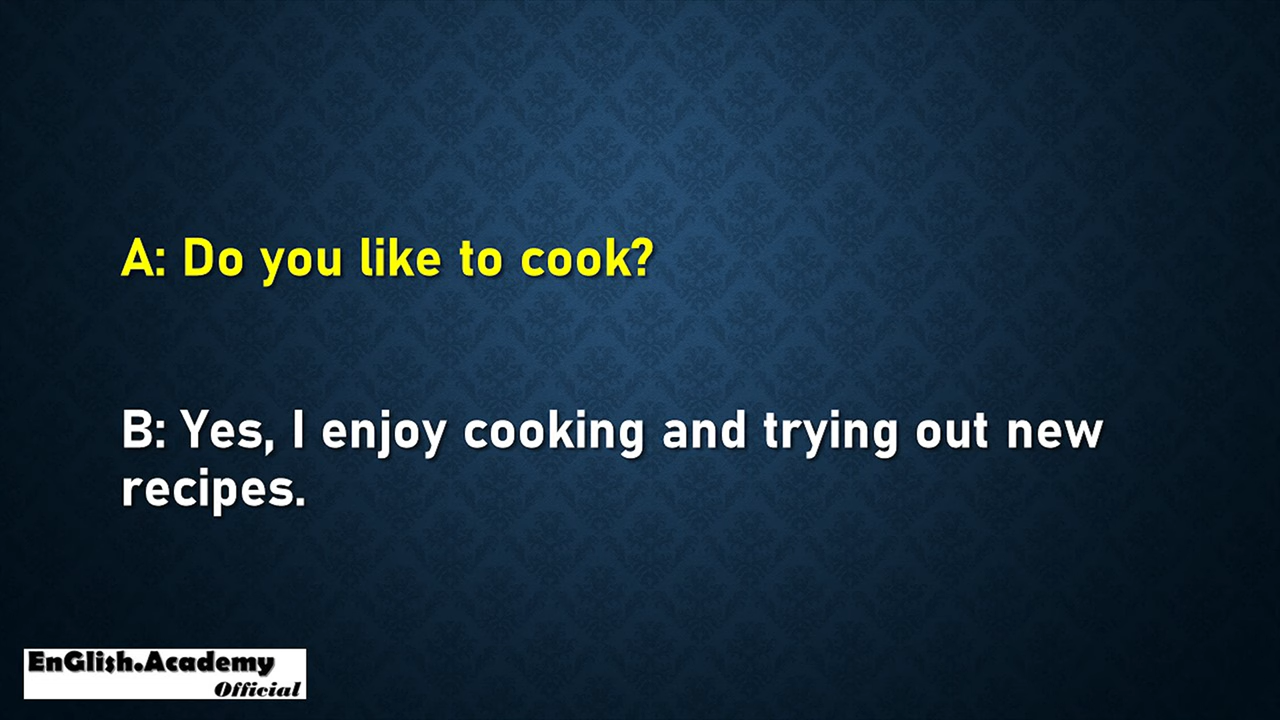 A: Do you like to cook?
B: Yes, I enjoy cooking and trying out new
recipes.
EnGlish.Academy
Official